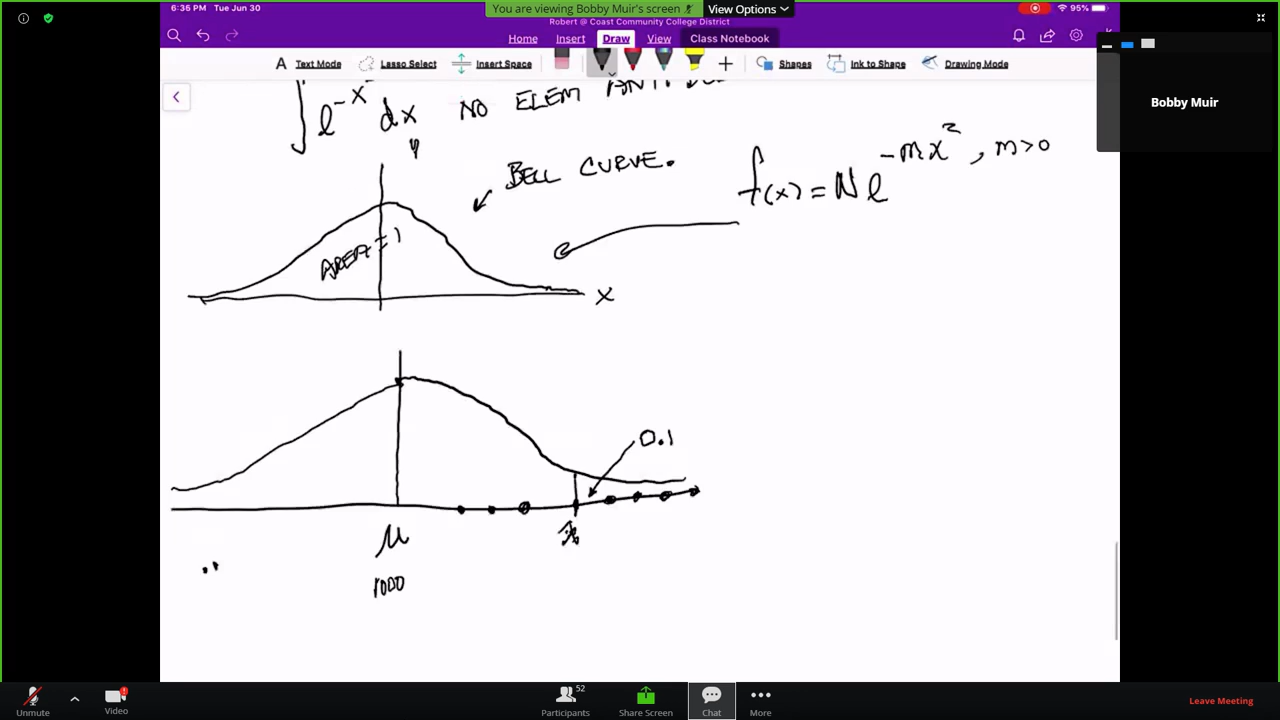 You are viewing Bobby Muir's screen
View Options
6:35 PM Tue Jun 30
95%
Robert @ Coast Community College District
Home Insert Draw View Class Notebook
A Text Mode Lasso Select Insert Space Shapes Ink to Shape Drawing Mode
Bobby Muir
∫ e^{-x^2} dx NO ELEM
BELL CURVE.
f(x) = N e^{-mx^2}, m>0
AREA = 1
x
0.1
μ
1000
Unmute
Video
52
Participants
Share Screen
Chat
More
Leave Meeting